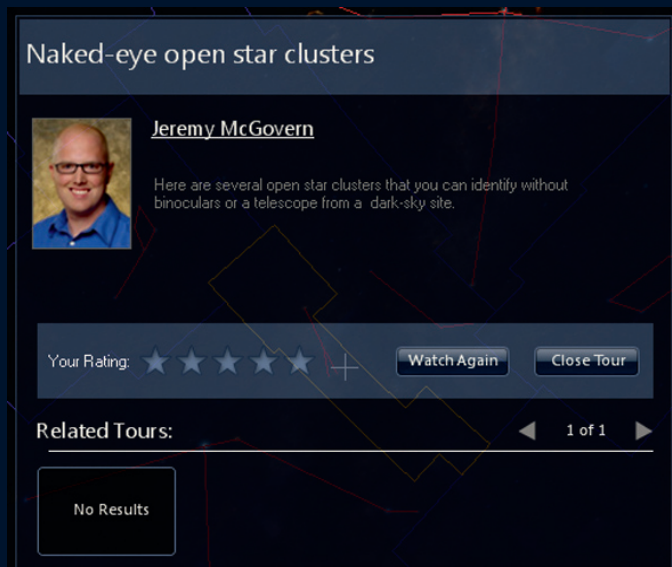 Naked-eye open star clusters
Jeremy McGovern
Here are several open star clusters that you can identify without
binoculars or a telescope from a dark-sky site.
Your Rating:
Watch Again
Close Tour
Related Tours:
1 of 1
No Results